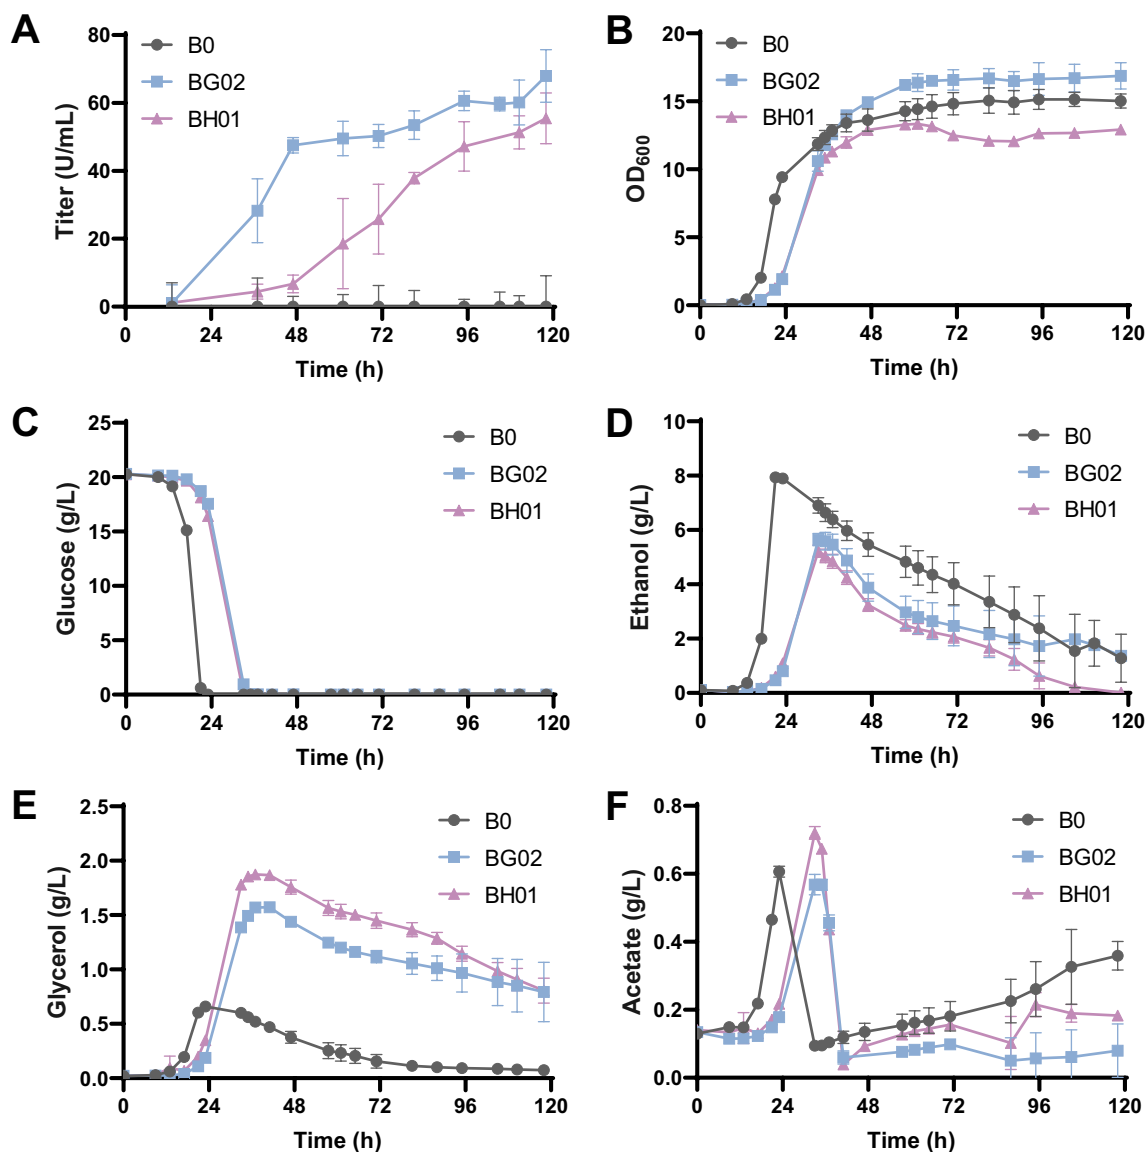 A
B0
BG02
BH01
80
60
40
20
0
Titer (U/mL)
0 24 48 72 96 120
Time (h)
B
B0
BG02
BH01
20
15
10
5
0
OD600
0 24 48 72 96 120
Time (h)
C
B0
BG02
BH01
25
20
15
10
5
0
Glucose (g/L)
0 24 48 72 96 120
Time (h)
D
B0
BG02
BH01
10
8
6
4
2
0
Ethanol (g/L)
0 24 48 72 96 120
Time (h)
E
B0
BG02
BH01
2.5
2.0
1.5
1.0
0.5
0.0
Glycerol (g/L)
0 24 48 72 96 120
Time (h)
F
B0
BG02
BH01
0.8
0.6
0.4
0.2
0.0
Acetate (g/L)
0 24 48 72 96 120
Time (h)